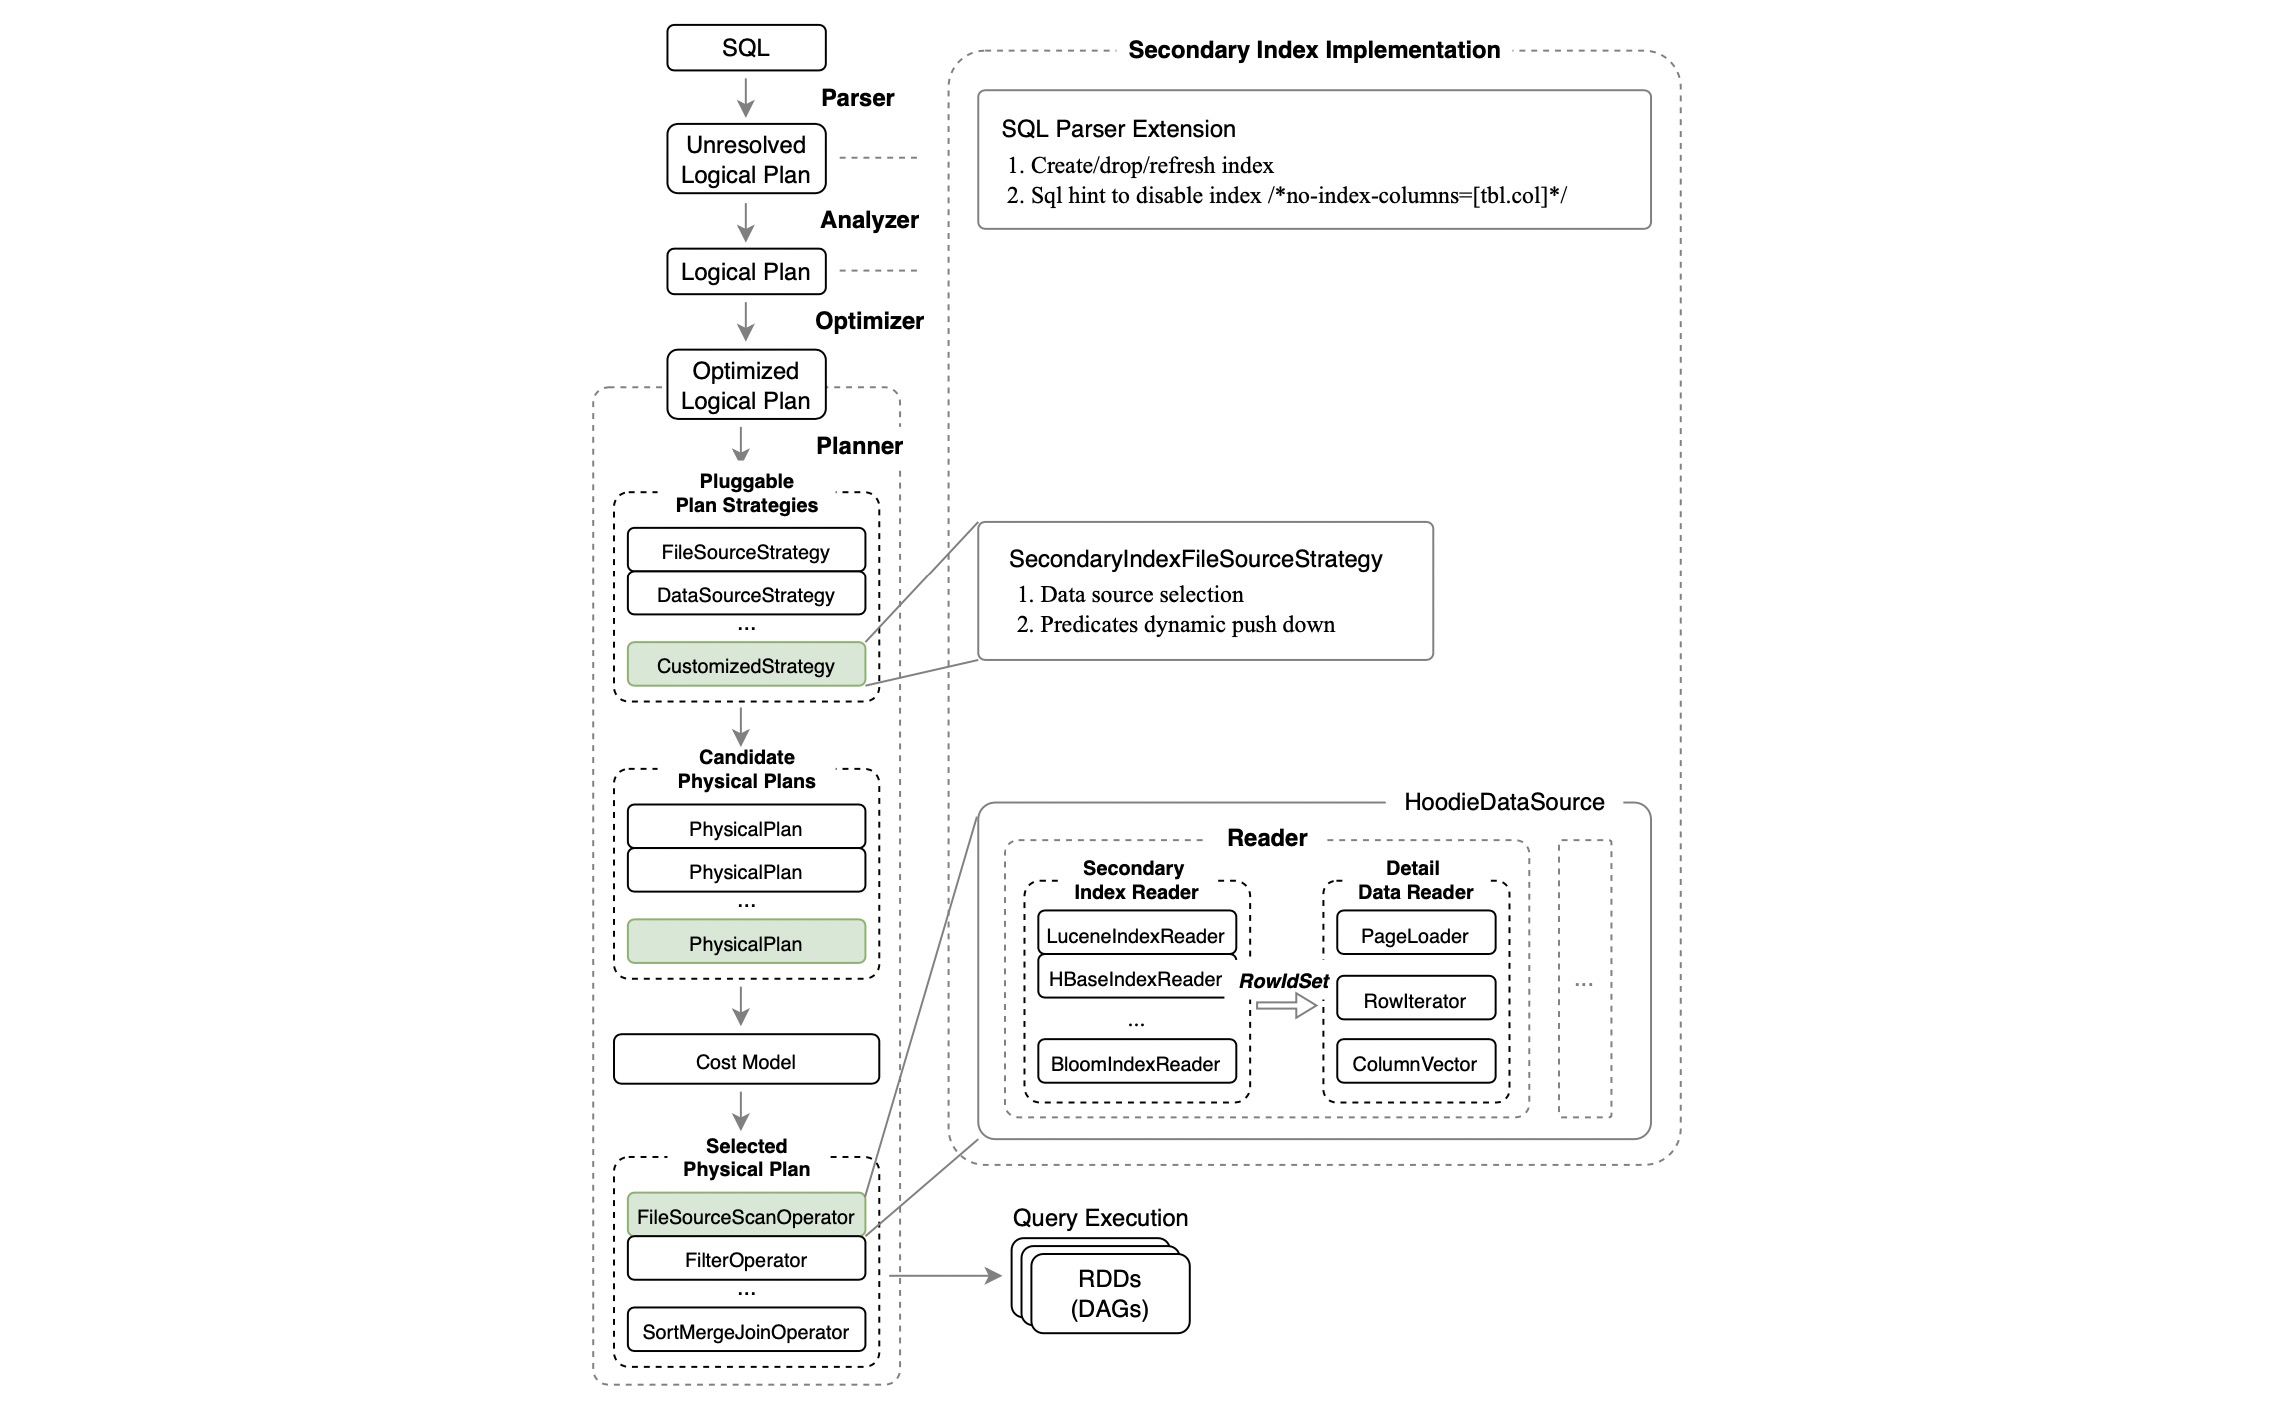 SQL
Parser
Unresolved
Logical Plan
Analyzer
Logical Plan
Optimizer
Optimized
Logical Plan
Planner
Pluggable
Plan Strategies
FileSourceStrategy
DataSourceStrategy
...
CustomizedStrategy
Candidate
Physical Plans
PhysicalPlan
PhysicalPlan
...
PhysicalPlan
Cost Model
Selected
Physical Plan
FileSourceScanOperator
FilterOperator
...
SortMergeJoinOperator
Secondary Index Implementation
SQL Parser Extension
1. Create/drop/refresh index
2. Sql hint to disable index /*no-index-columns=[tbl.col]*/
SecondaryIndexFileSourceStrategy
1. Data source selection
2. Predicates dynamic push down
HoodieDataSource
Reader
Secondary
Index Reader
LuceneIndexReader
HBaseIndexReader
...
BloomIndexReader
RowIdSet
Detail
Data Reader
PageLoader
RowIterator
ColumnVector
...
Query Execution
RDDs
(DAGs)